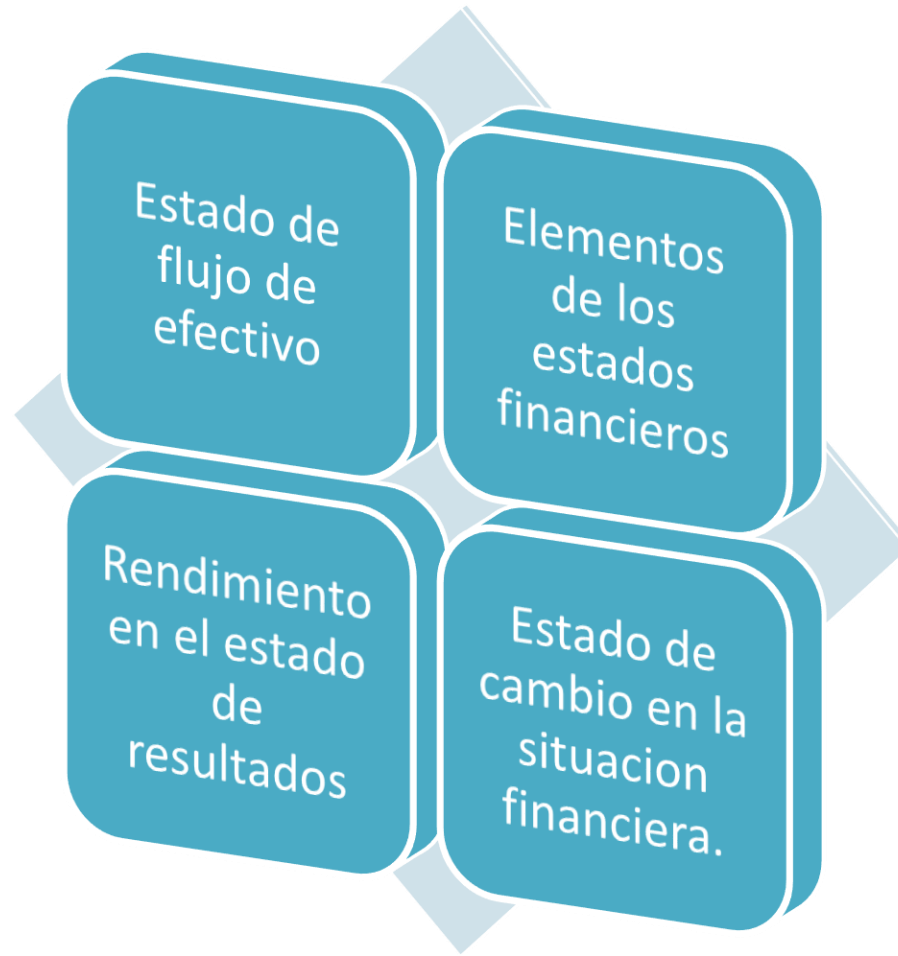 Estado de
flujo de
efectivo
Elementos
de los
estados
financieros
Rendimiento
en el estado
de
resultados
Estado de
cambio en la
situacion
financiera.